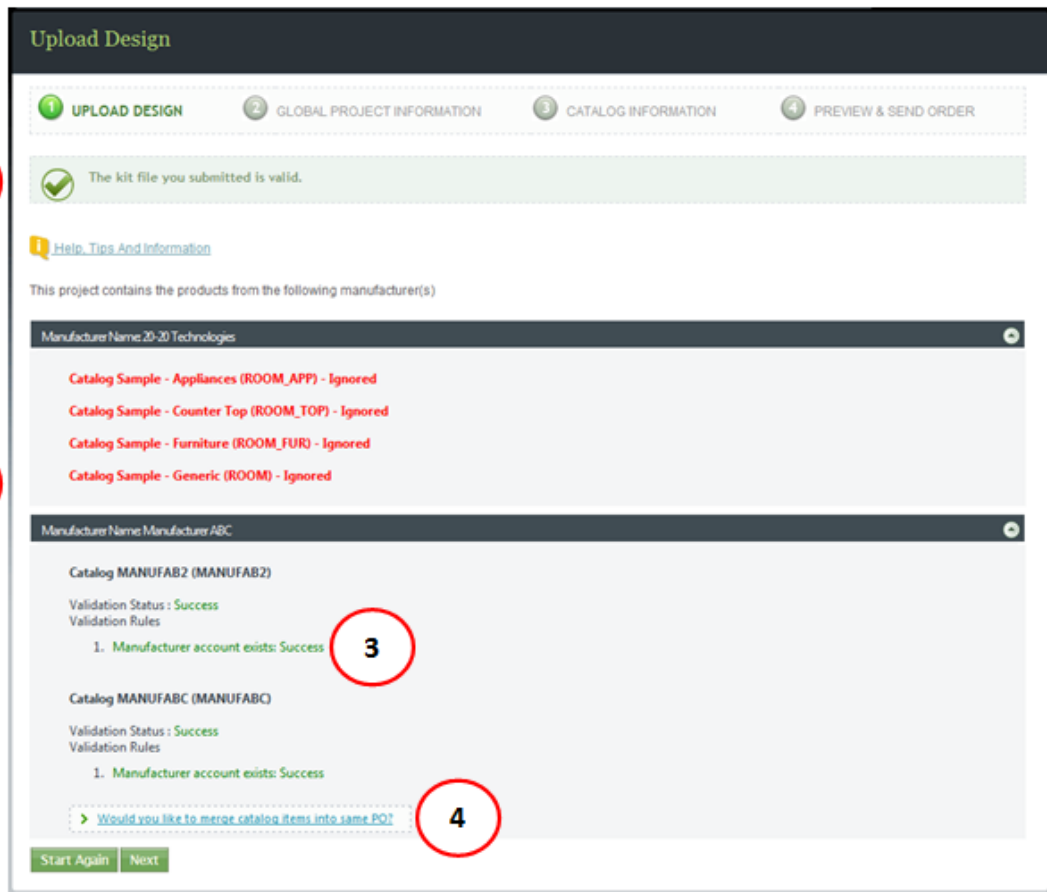 Upload Design
1 UPLOAD DESIGN 2 GLOBAL PROJECT INFORMATION 3 CATALOG INFORMATION 4 PREVIEW & SEND ORDER
The kit file you submitted is valid.
i Help, Tips And Information
This project contains the products from the following manufacturer(s)
Manufacturer Name: 20-20 Technologies
Catalog Sample - Appliances (ROOM_APP) - Ignored
Catalog Sample - Counter Top (ROOM_TOP) - Ignored
Catalog Sample - Furniture (ROOM_FUR) - Ignored
Catalog Sample - Generic (ROOM) - Ignored
Manufacturer Name: Manufacturer ABC
Catalog MANUFAB2 (MANUFAB2)
Validation Status : Success
Validation Rules
1. Manufacturer account exists: Success 3
Catalog MANUFABC (MANUFABC)
Validation Status : Success
Validation Rules
1. Manufacturer account exists: Success
Would you like to merge catalog items into same PO? 4
Start Again Next